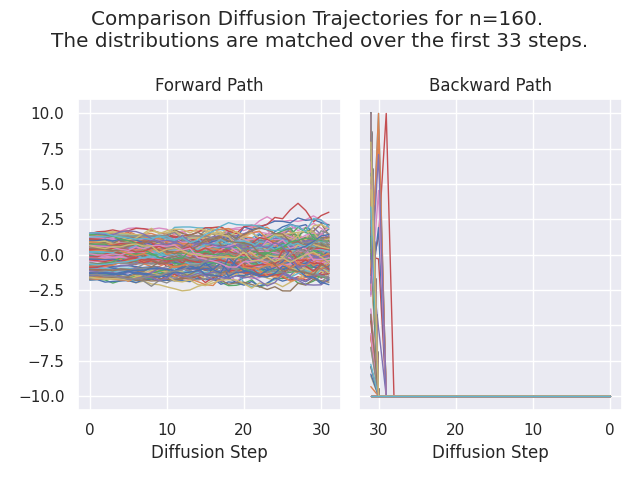 Comparison Diffusion Trajectories for n=160.
The distributions are matched over the first 33 steps.
Forward Path
Backward Path
10.0
7.5
5.0
2.5
0.0
−2.5
−5.0
−7.5
−10.0
0 10 20 30
30 20 10 0
Diffusion Step
Diffusion Step